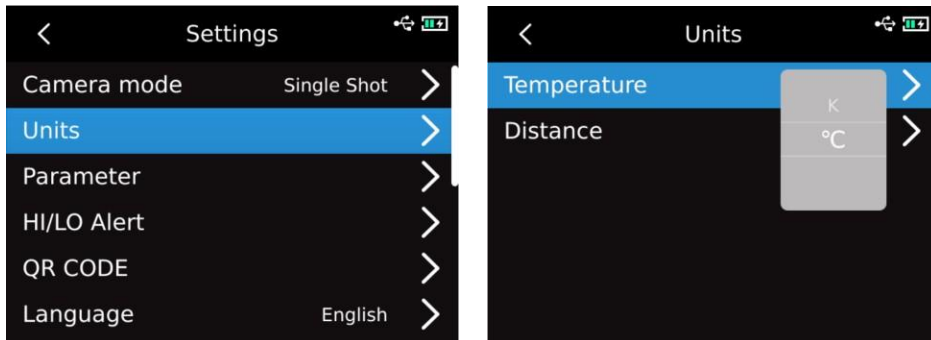 Settings
Camera mode Single Shot
Units
Parameter
HI/LO Alert
QR CODE
Language English
Units
Temperature
K
°C
Distance